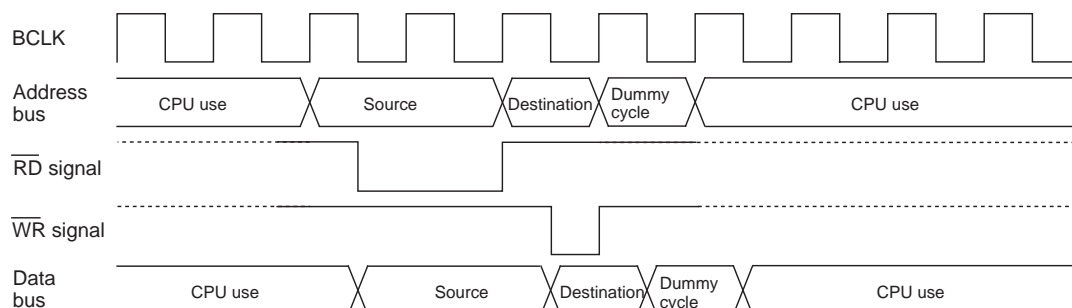 BCLK
Address
bus
CPU use
Source
Destination
Dummy
cycle
CPU use
RD signal
WR signal
Data
bus
CPU use
Source
Destination
Dummy
cycle
CPU use